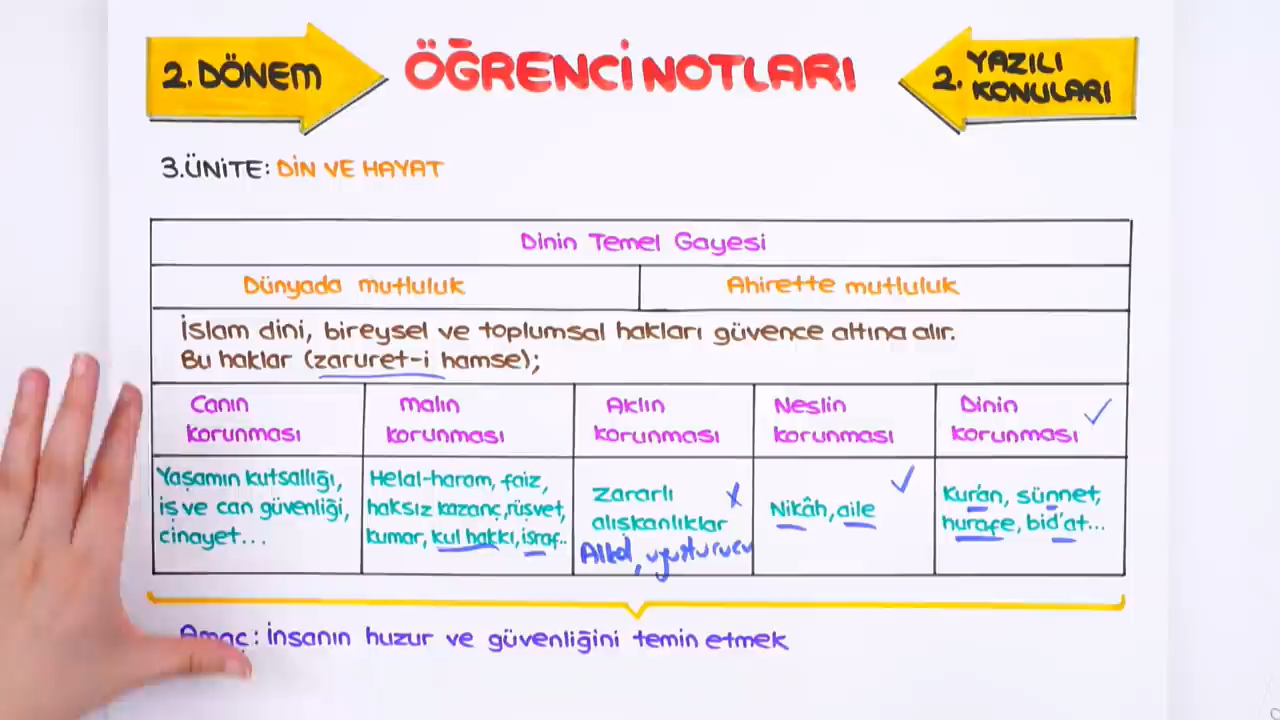 2. DÖNEM
ÖĞRENCİ NOTLARI
2. YAZILI KONULARI
3.ÜNİTE: DİN VE HAYAT
Dinin Temel Gayesi
Dünyada mutluluk
Ahirette mutluluk
İslam dini, bireysel ve toplumsal hakları güvence altına alır.
Bu haklar (zaruret-i hamse);
Canın
korunması
malın
korunması
Aklın
korunması
Neslin
korunması
Dinin
korunması
Yaşamın kutsallığı,
iş ve can güvenliği,
cinayet...
Helal-haram, faiz,
haksız kazanç, rüşvet,
kumar, kul hakkı, israf..
zararlı
alışkanlıklar
Alkol, uyuşturucu
Nikâh, aile
Kur'an, sünnet,
hurafe, bid'at...
Amaç: İnsanın huzur ve güvenliğini temin etmek